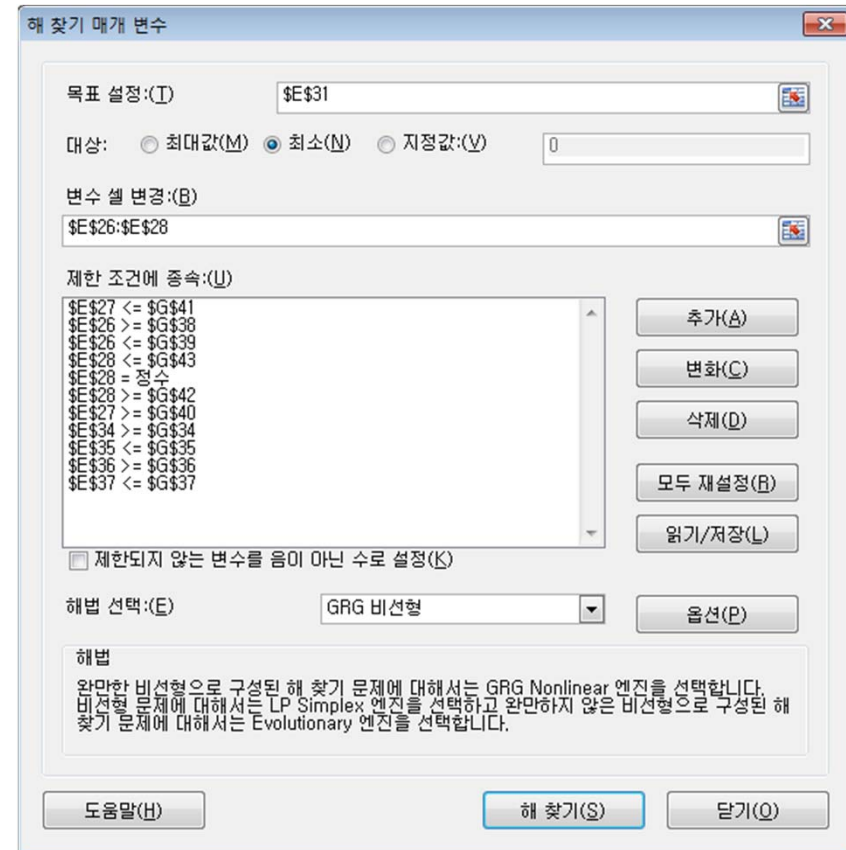 해 찾기 매개 변수
목표 설정:(T) $E$31
대상: 최대값(M) 최소(N) 지정값:(V) 0
변수 셀 변경:(B)
$E$26:$E$28
제한 조건에 종속:(U)
$E$27 <= $G$41
$E$26 >= $G$38
$E$26 <= $G$39
$E$28 <= $G$43
$E$28 = 정수
$E$28 >= $G$42
$E$27 >= $G$40
$E$34 >= $G$34
$E$35 <= $G$35
$E$36 >= $G$36
$E$37 <= $G$37
추가(A)
변화(C)
삭제(D)
모두 재설정(R)
읽기/저장(L)
제한되지 않는 변수를 음이 아닌 수로 설정(K)
해법 선택:(E) GRG 비선형 옵션(P)
해법
완만한 비선형으로 구성된 해 찾기 문제에 대해서는 GRG Nonlinear 엔진을 선택합니다.
비선형 문제에 대해서는 LP Simplex 엔진을 선택하고 완만하지 않은 비선형으로 구성된 해
찾기 문제에 대해서는 Evolutionary 엔진을 선택합니다.
도움말(H) 해 찾기(S) 닫기(O)